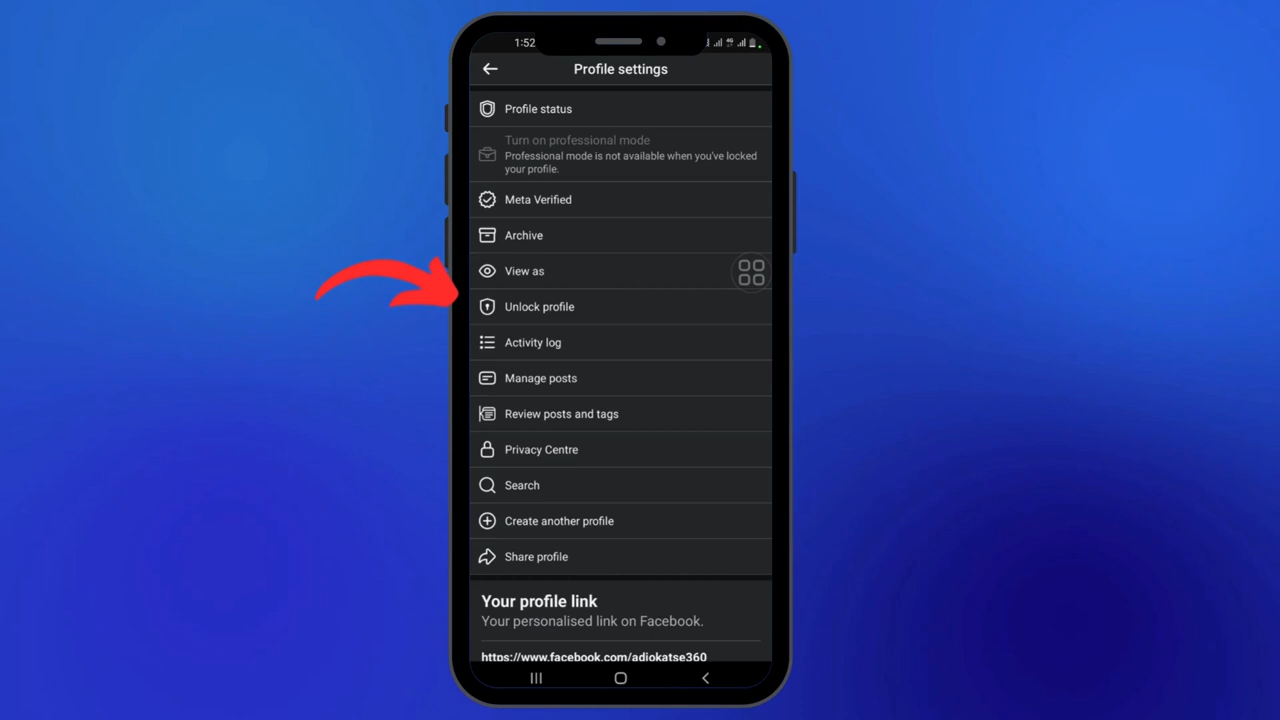 1:52
4G
Profile settings
Profile status
Turn on professional mode
Professional mode is not available when you've locked
your profile.
Meta Verified
Archive
View as
Unlock profile
Activity log
Manage posts
Review posts and tags
Privacy Centre
Search
Create another profile
Share profile
Your profile link
Your personalised link on Facebook.
https://www.facebook.com/adiokatse360